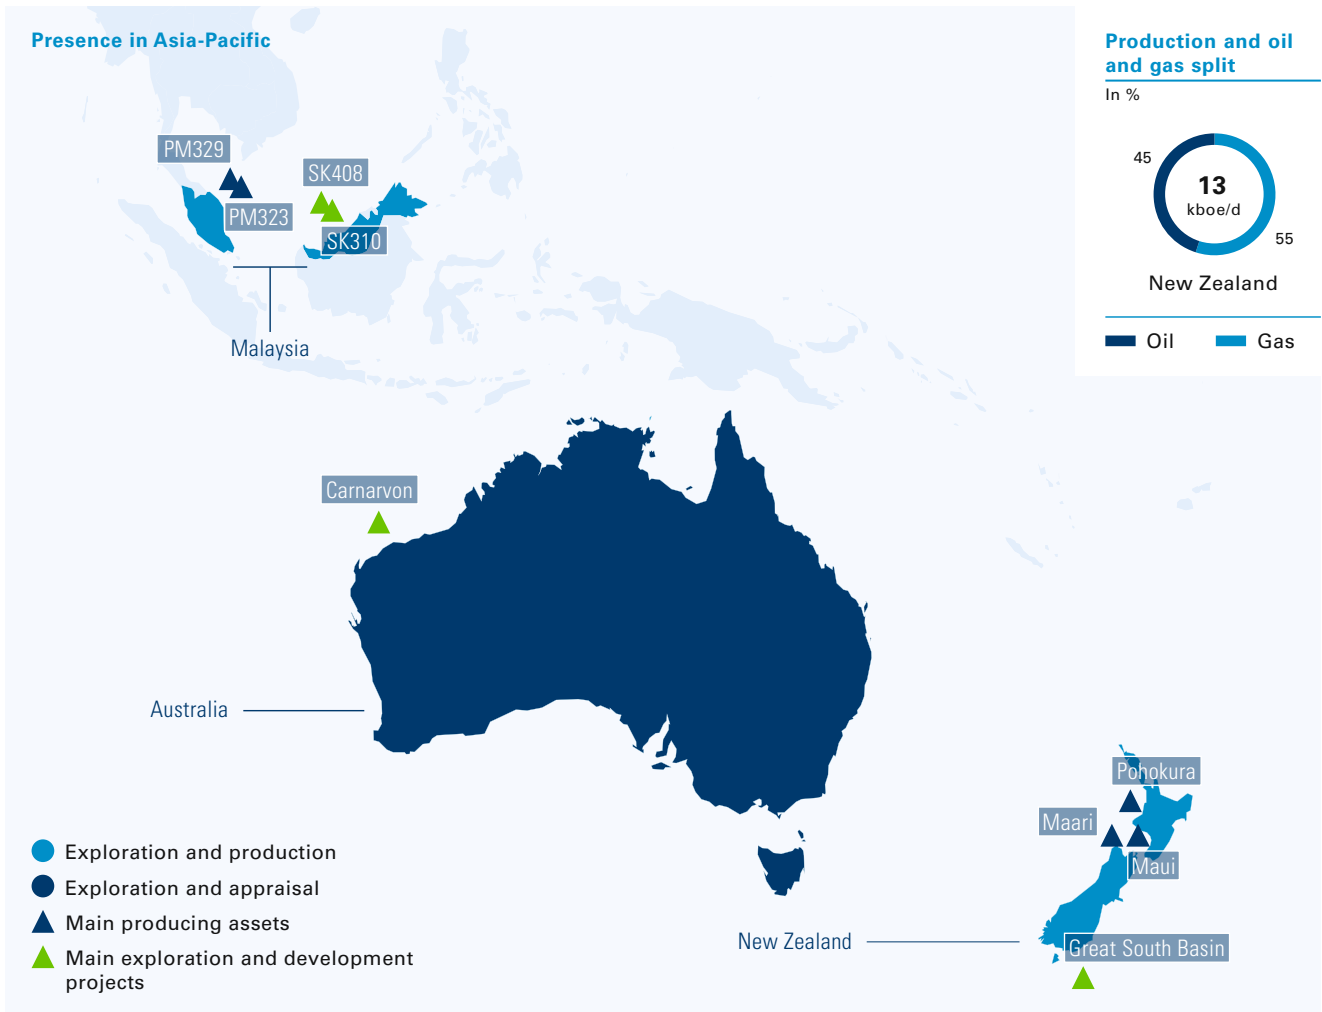 Presence in Asia-Pacific
Production and oil
and gas split
In %
45
13
kboe/d
55
New Zealand
Oil
Gas
PM329
PM323
SK408
SK310
Malaysia
Carnarvon
Australia
Pohokura
Maari
Maui
New Zealand
Great South Basin
Exploration and production
Exploration and appraisal
Main producing assets
Main exploration and development
projects